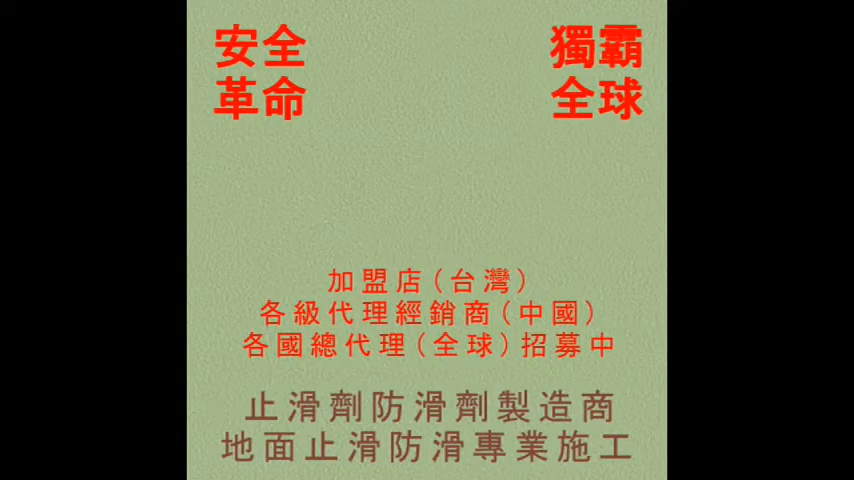 安全 獨霸
革命 全球
加盟店(台灣)
各級代理經銷商(中國)
各國總代理(全球)招募中
止滑劑防滑劑製造商
地面止滑防滑專業施工